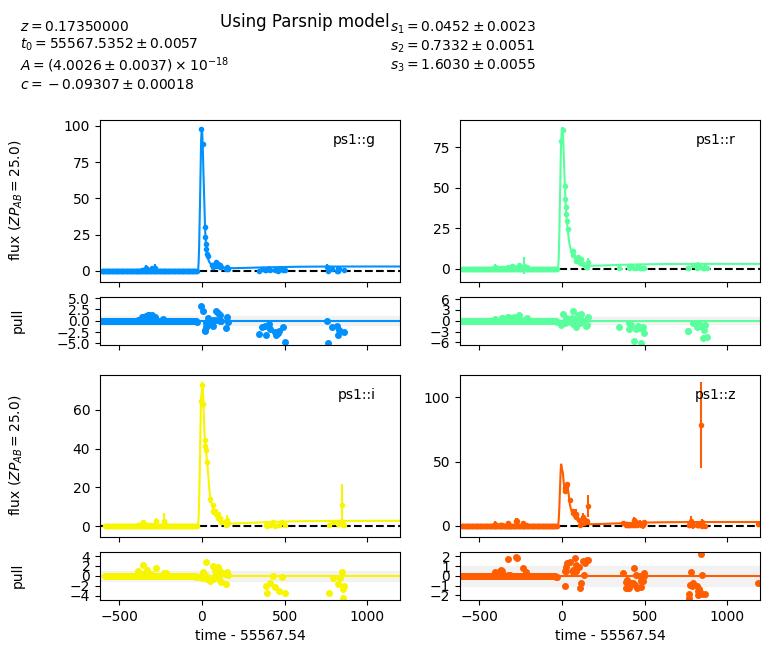 Using Parsnip model
z = 0.17350000
t₀ = 55567.5352 ± 0.0057
A = (4.0026 ± 0.0037) × 10⁻¹⁸
c = −0.09307 ± 0.00018
s₁ = 0.0452 ± 0.0023
s₂ = 0.7332 ± 0.0051
s₃ = 1.6030 ± 0.0055
flux (ZP_AB = 25.0)
100
75
50
25
0
ps1::g
75
50
25
0
ps1::r
pull
5.0
2.5
0.0
−2.5
−5.0
6
3
0
−3
−6
flux (ZP_AB = 25.0)
60
40
20
0
ps1::i
100
50
0
ps1::z
pull
4
2
0
−2
−4
2
1
0
−1
−2
−500 0 500 1000
−500 0 500 1000
time - 55567.54
time - 55567.54